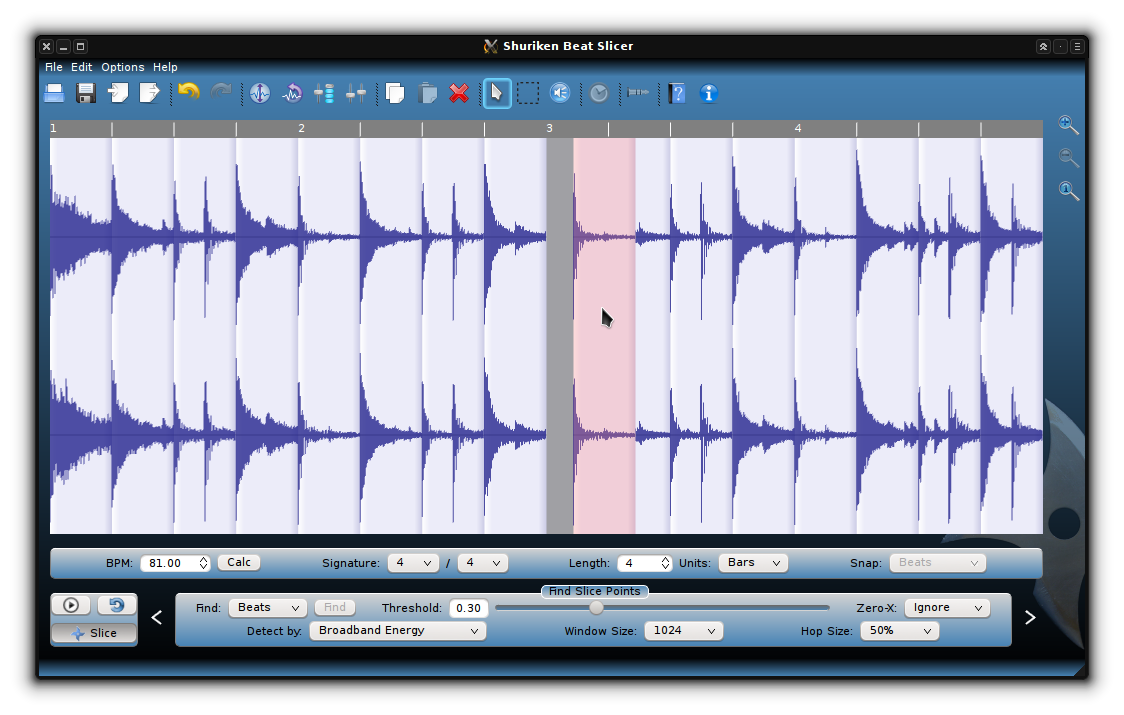 Shuriken Beat Slicer
File Edit Options Help
1 2 3 4
BPM: 81.00 Calc Signature: 4 / 4 Length: 4 Units: Bars Snap: Beats
Find Slice Points
Find: Beats Find Threshold: 0.30 Zero-X: Ignore
Slice Detect by: Broadband Energy Window Size: 1024 Hop Size: 50%